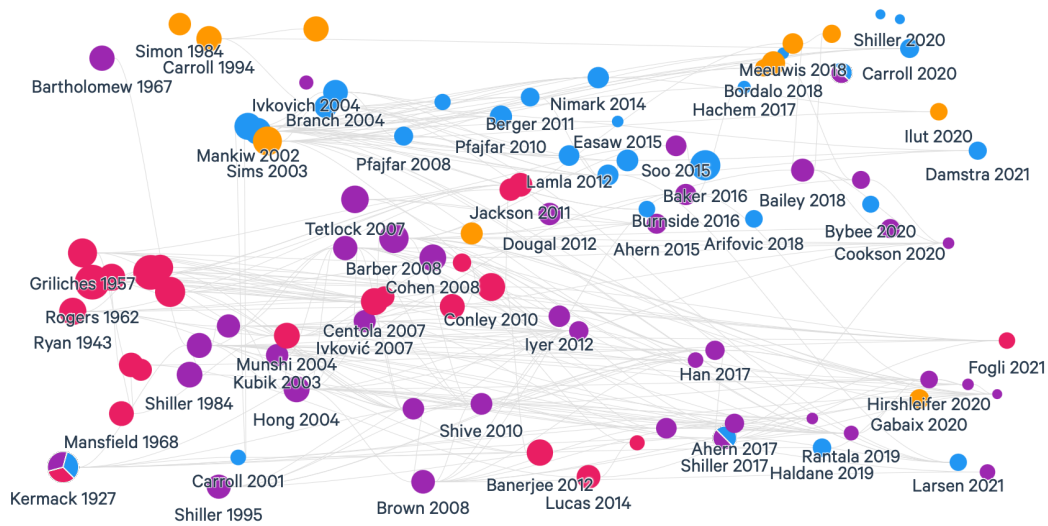 Simon 1984
Carroll 1994
Bartholomew 1967
Shiller 2020
Carroll 2020
Meeuwis 2018
Bordalo 2018
Hachem 2017
Ivkovich 2004
Branch 2004
Nimark 2014
Berger 2011
Ilut 2020
Pfajfar 2010
Easaw 2015
Mankiw 2002
Sims 2003
Pfajfar 2008
Soo 2015
Damstra 2021
Lamla 2012
Baker 2016
Bailey 2018
Jackson 2011
Burnside 2016
Tetlock 2007
Dougal 2012
Ahern 2015
Arifovic 2018
Bybee 2020
Cookson 2020
Barber 2008
Griliches 1957
Cohen 2008
Rogers 1962
Conley 2010
Centola 2007
Ryan 1943
Iyer 2012
Ivković 2007
Munshi 2004
Fogli 2021
Kubik 2003
Han 2017
Shiller 1984
Hirshleifer 2020
Hong 2004
Gabaix 2020
Shive 2010
Mansfield 1968
Ahern 2017
Rantala 2019
Shiller 2017
Haldane 2019
Carroll 2001
Banerjee 2012
Larsen 2021
Kermack 1927
Lucas 2014
Brown 2008
Shiller 1995